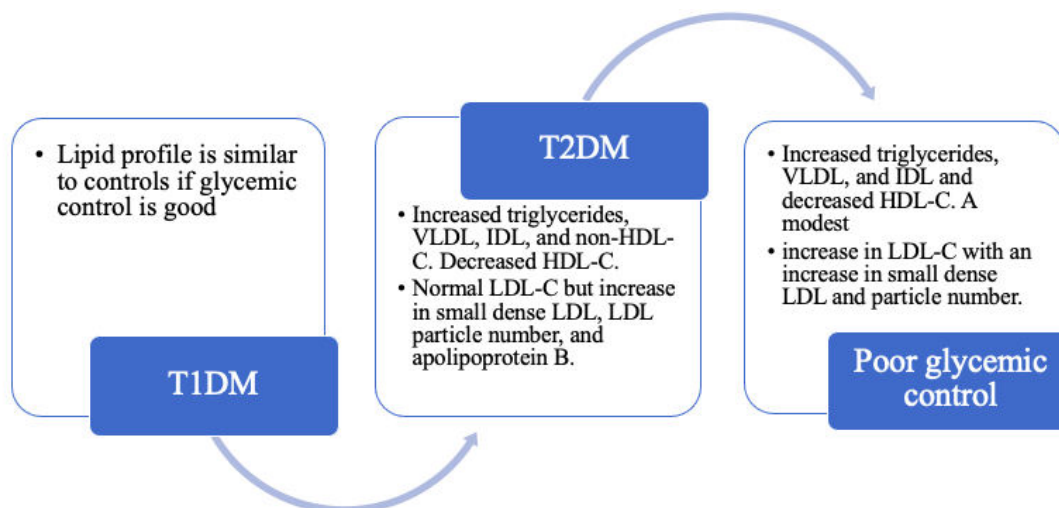 • Lipid profile is similar
to controls if glycemic
control is good
T1DM
T2DM
• Increased triglycerides,
VLDL, IDL, and non-HDL-
C. Decreased HDL-C.
• Normal LDL-C but increase
in small dense LDL, LDL
particle number, and
apolipoprotein B.
• Increased triglycerides,
VLDL, and IDL and
decreased HDL-C. A
modest
• increase in LDL-C with an
increase in small dense
LDL and particle number.
Poor glycemic
control